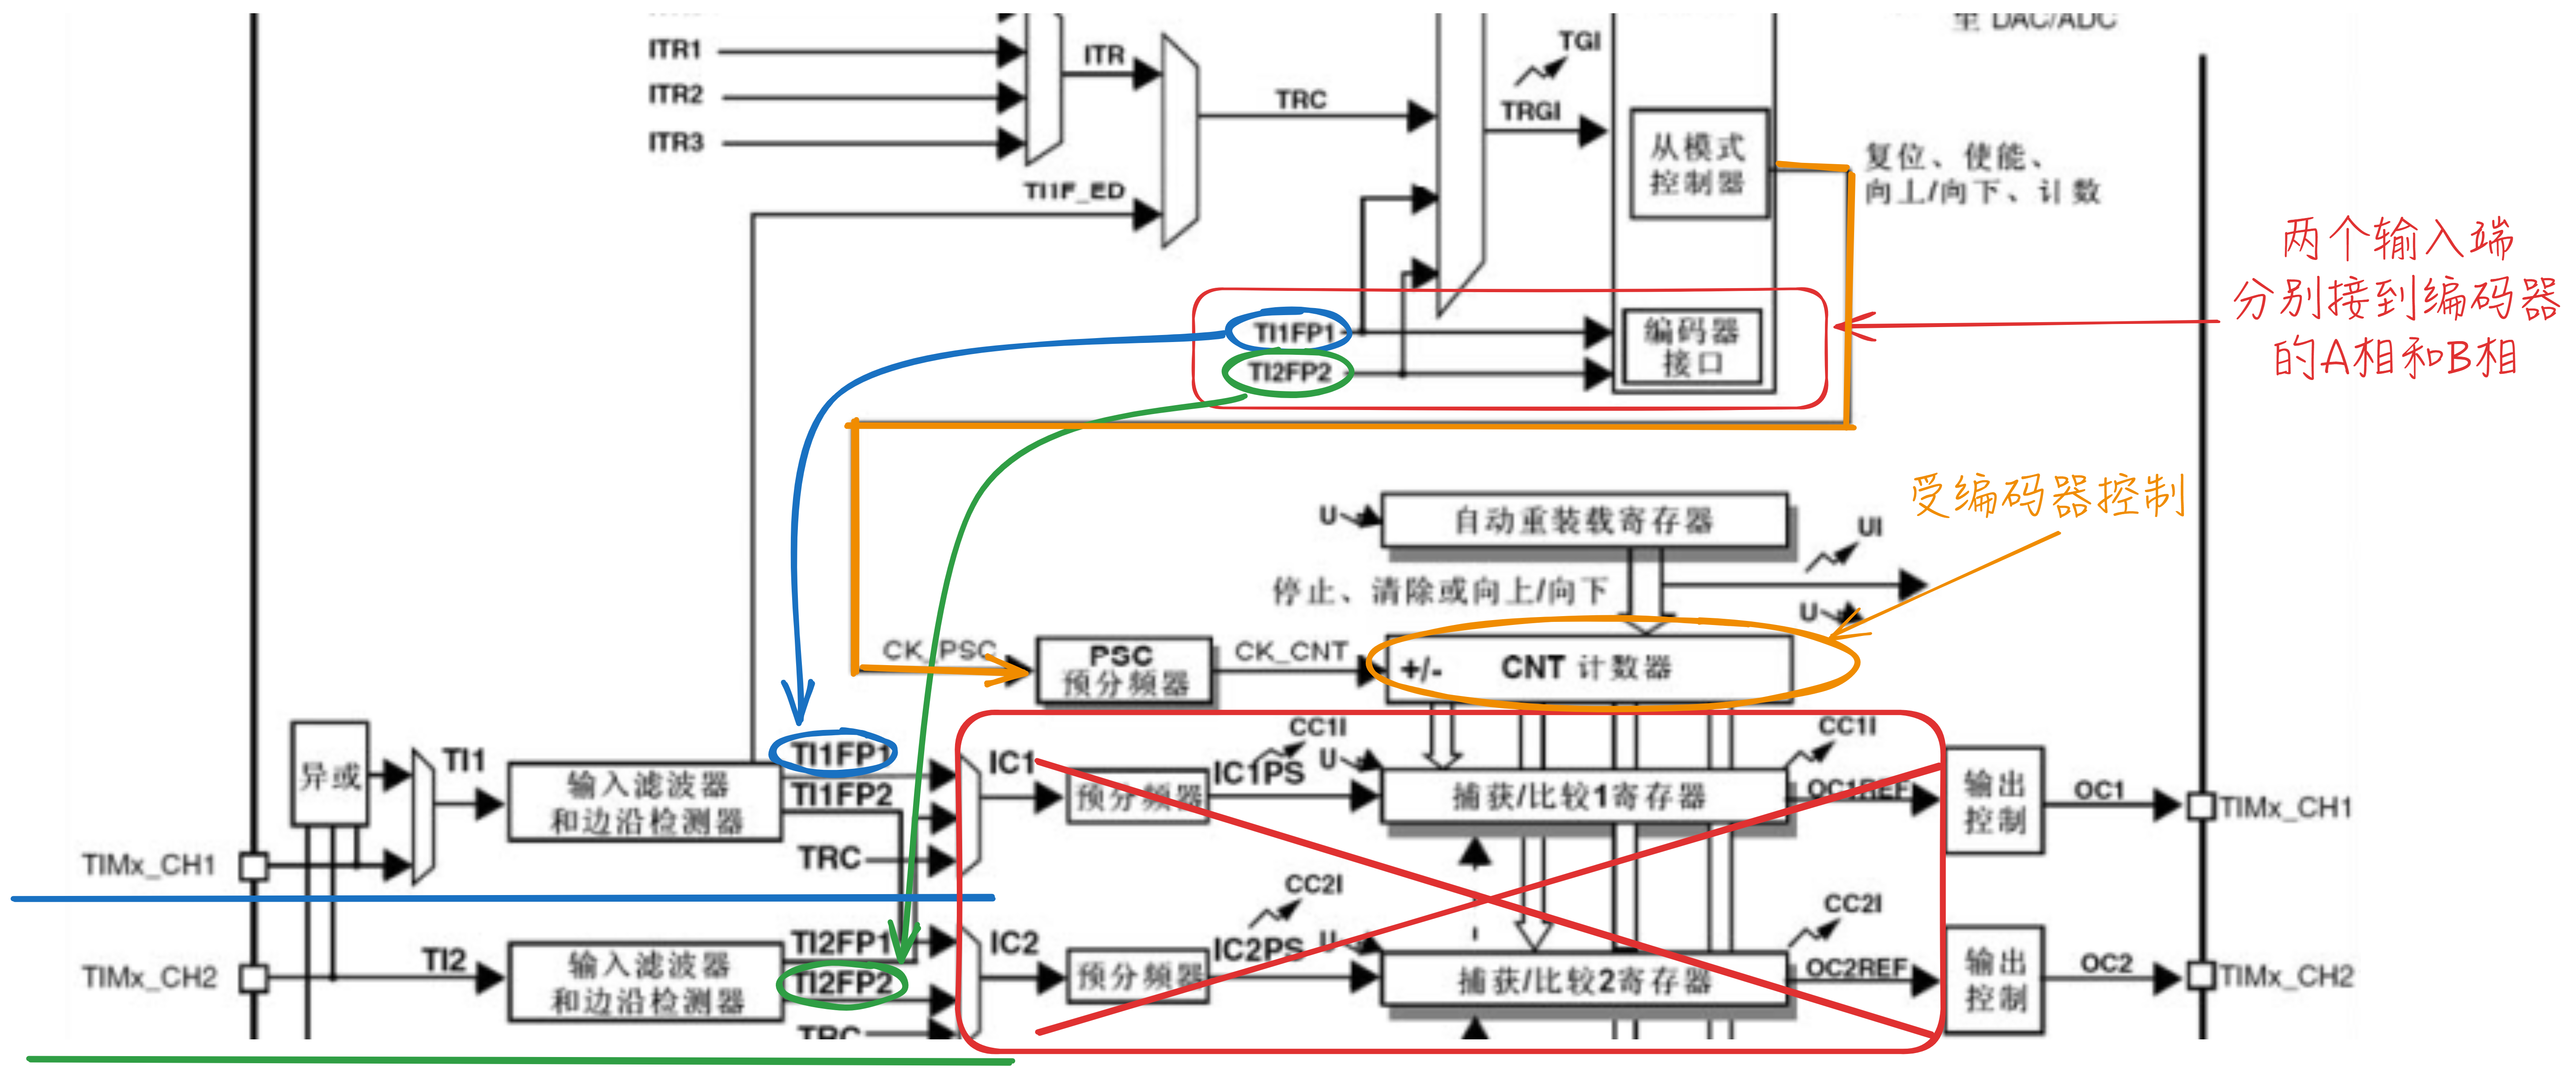 至 DAC/ADC
TGI
ITR1
ITR
ITR2
TRC
TRGI
ITR3
从模式
控制器
复位、使能、
向上/向下、计数
TI1F_ED
两个输入端
分别接到编码器
的A相和B相
TI1FP1
TI2FP2
编码器
接口
受编码器控制
U
自动重装载寄存器
UI
停止、清除或向上/向下
U
CK_PSC
PSC
预分频器
CK_CNT
+/-
CNT 计数器
异或
TI1
输入滤波器
和边沿检测器
TI1FP1
TI1FP2
TRC
IC1
预分频器
CC1I
IC1PS
U
捕获/比较1寄存器
CC1I
OC1REF
输出
控制
OC1
TIMx_CH1
TIMx_CH1
TIMx_CH2
TI2
输入滤波器
和边沿检测器
TI2FP1
TI2FP2
TRC
IC2
预分频器
CC2I
IC2PS
U
捕获/比较2寄存器
CC2I
OC2REF
输出
控制
OC2
TIMx_CH2